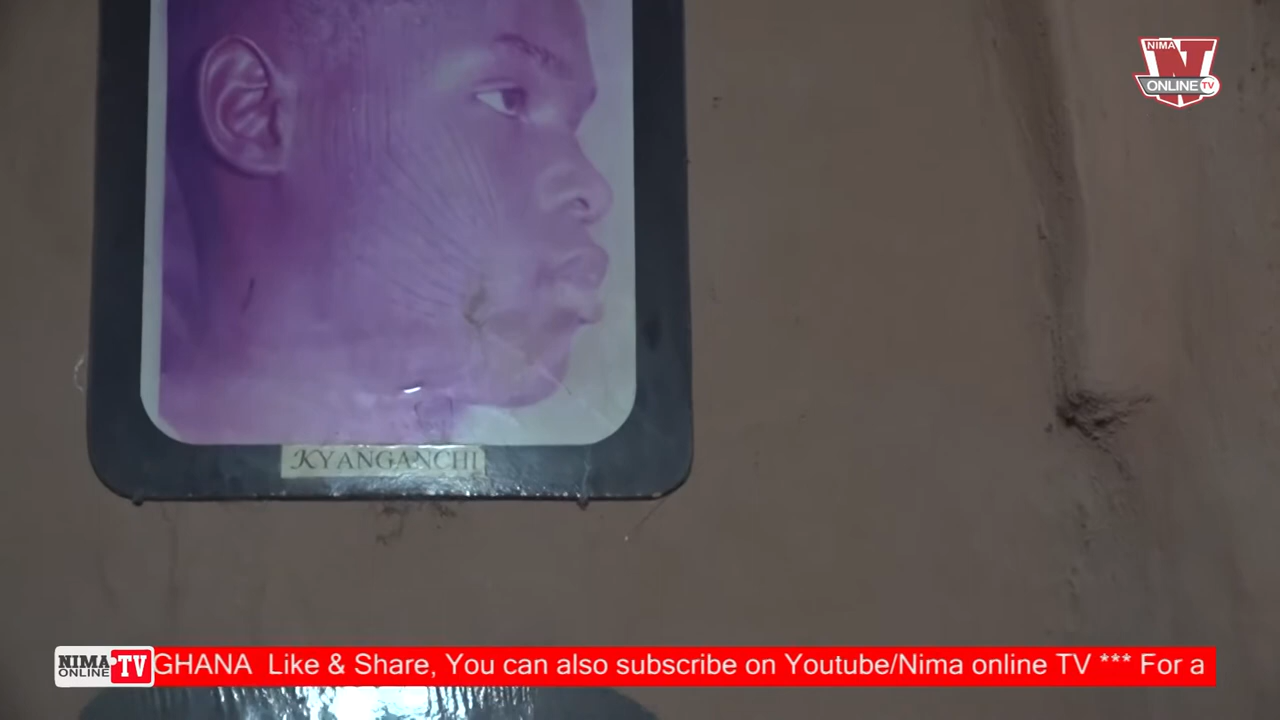 NIMA
N
ONLINE TV
KYANGANCHI
NIMA TV
ONLINE
GHANA Like & Share, You can also subscribe on Youtube/Nima online TV *** For a